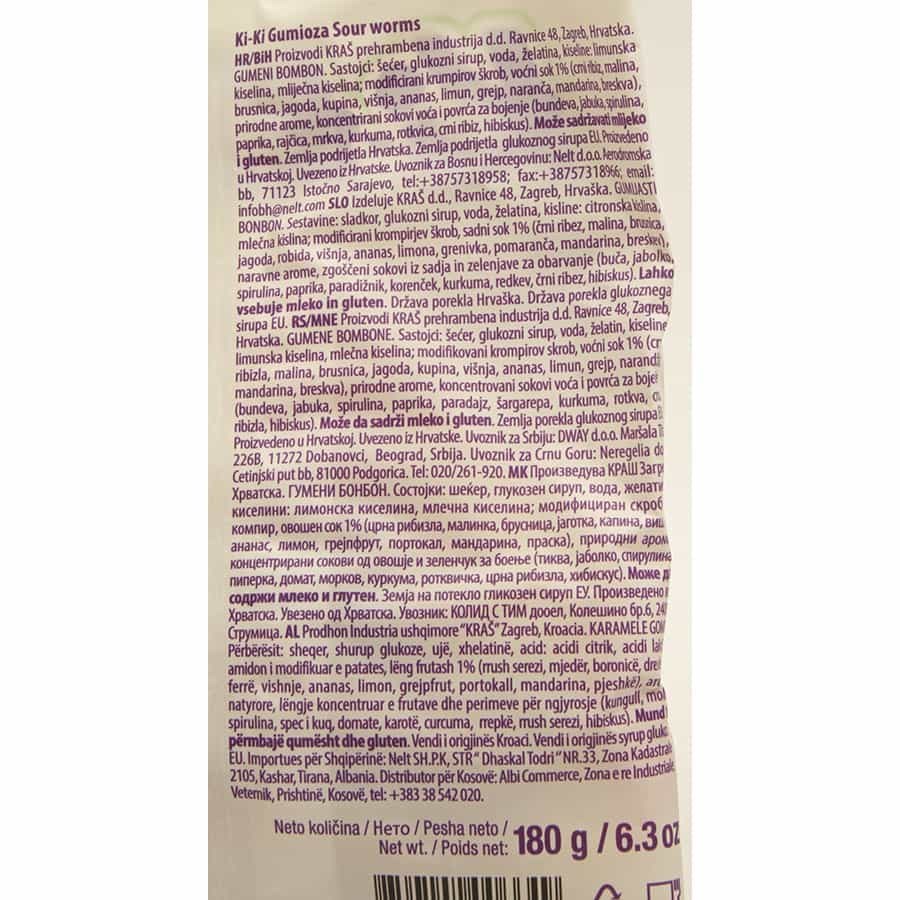 Ki-Ki Gumioza Sour worms
HR/BiH Proizvodi KRAŠ prehrambena industrija d.d. Ravnice 48, Zagreb, Hrvatska.
GUMENI BOMBON. Sastojci: šećer, glukozni sirup, voda, želatina, kiseline: limunska
kiselina, mliječna kiselina; modificirani krumpirov škrob, voćni sok 1% (crni ribiz, malina,
brusnica, jagoda, kupina, višnja, ananas, limun, grejp, naranča, mandarina, breskva),
prirodne arome, koncentrirani sokovi voća i povrća za bojenje (bundeva, jabuka, spirulina,
paprika, rajčica, mrkva, kurkuma, rotkvica, crni ribiz, hibiskus). Može sadržavati mlijeko
i gluten. Zemlja podrijetla Hrvatska. Zemlja podrijetla glukoznog sirupa EU. Proizvedeno
u Hrvatskoj. Uvezeno iz Hrvatske. Uvoznik za Bosnu i Hercegovinu: Nelt d.o.o. Aerodromska
bb, 71123 Istočno Sarajevo, tel:+38757318958; fax:+38757318966; email:
infobh@nelt.com SLO Izdeluje KRAŠ d.d., Ravnice 48, Zagreb, Hrvaška. GUMIJASTI
BONBON. Sestavine: sladkor, glukozni sirup, voda, želatina, kisline: citronska kislina,
mlečna kislina; modificirani krompirjev škrob, sadni sok 1% (črni ribez, malina, brusnica,
jagoda, robida, višnja, ananas, limona, grenivka, pomaranča, mandarina, breskev),
naravne arome, zgoščeni sokovi iz sadja in zelenjave za obarvanje (buča, jabolko,
spirulina, paprika, paradižnik, korenček, kurkuma, redkev, črni ribez, hibiskus). Lahko
vsebuje mleko in gluten. Država porekla Hrvaška. Država porekla glukoznega
sirupa EU. RS/MNE Proizvodi KRAŠ prehrambena industrija d.d. Ravnice 48, Zagreb,
Hrvatska. GUMENE BOMBONE. Sastojci: šećer, glukozni sirup, voda, želatin, kiseline
limunska kiselina, mlečna kiselina; modifikovani krompirov skrob, voćni sok 1% (cr
ribizla, malina, brusnica, jagoda, kupina, višnja, ananas, limun, grejp, narandž
mandarina, breskva), prirodne arome, koncentrovani sokovi voća i povrća za boje
(bundeva, jabuka, spirulina, paprika, paradajz, šargarepa, kurkuma, rotkva, c
ribizla, hibiskus). Može da sadrži mleko i gluten. Zemlja porekla glukoznog sirupa
Proizvedeno u Hrvatskoj. Uvezeno iz Hrvatske. Uvoznik za Srbiju: DWAY d.o.o. Maršala T
226B, 11272 Dobanovci, Beograd, Srbija. Uvoznik za Crnu Goru: Neregelia do
Cetinjski put bb, 81000 Podgorica. Tel: 020/261-920. МК Произведува КРАШ Загр
Хрватска. ГУМЕНИ БОНБОН. Состојки: шеќер, глукозен сируп, вода, желати
киселини: лимонска киселина, млечна киселина; модифициран скроб
компир, овошен сок 1% (црна рибизла, малинка, брусница, јаготка, капина, виш
ананас, лимон, грејпфрут, портокал, мандарина, праска), природни аром
концентрирани сокови од овошје и зеленчук за боење (тиква, јаболко, спирулина
пиперка, домат, морков, куркума, ротквичка, црна рибизла, хибискус). Може д
содржи млеко и глутен. Земја на потекло гликозен сируп ЕУ. Произведено
Хрватска. Увезено од Хрватска. Увозник: КОЛИД С ТИМ дооел, Колешино бр.6, 24
Струмица. AL Prodhon Industria ushqimore "KRAŠ" Zagreb, Kroacia. KARAMELE GO
Përbërësit: sheqer, shurup glukoze, ujë, xhelatinë, acid: acidi citrik, acidi la
amidon i modifikuar e patates, lëng frutash 1% (rrush serezi, mjedër, boronicë, dre
ferrë, vishnje, ananas, limon, grejpfrut, portokall, mandarina, pjeshkë), ar
natyrore, lëngje koncentruar e frutave dhe perimeve për ngjyrosje (kungull, mol
spirulina, spec i kuq, domate, karotë, curcuma, rrepkë, rrush serezi, hibiskus). Mund
përmbajë qumësht dhe gluten. Vendi i origjinës Kroaci. Vendi i origjinës syrup gluk
EU. Importues për Shqipërinë: Nelt SH.P.K, STR" Dhaskal Todri" NR.33, Zona Kadastral
2105, Kashar, Tirana, Albania. Distributor për Kosovë: Albi Commerce, Zona e re Industriale
Veternik, Prishtinë, Kosovë, tel: +383 38 542 020.
Neto količina / Нето / Pesha neto /
Net wt. / Poids net: 180 g / 6.3 oz